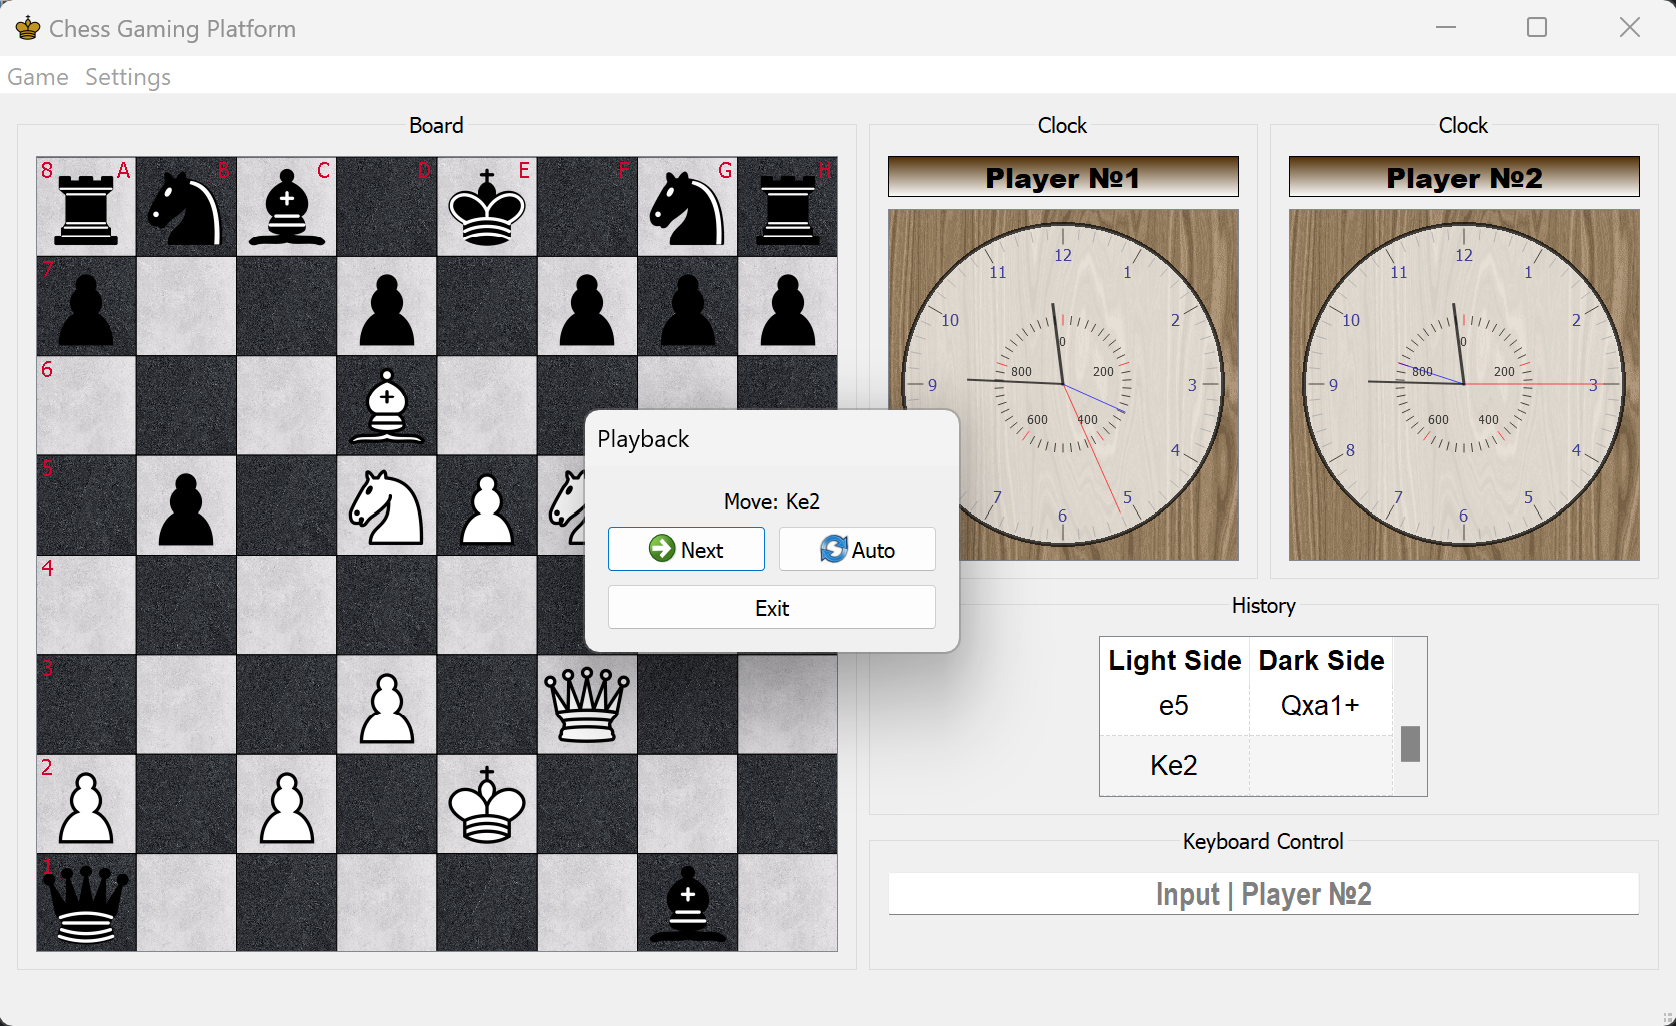 Chess Gaming Platform
Game Settings
Board
8 A B C D E F G H
7
6
5
4
3
2
1
Clock
Player №1
12
1
2
3
4
5
6
7
9
10
11
0
200
400
600
800
Clock
Player №2
12
1
2
3
4
5
6
7
8
9
10
11
0
200
400
600
800
Playback
Move: Ke2
Next
Auto
Exit
History
Light Side Dark Side
e5 Qxa1+
Ke2
Keyboard Control
Input | Player №2